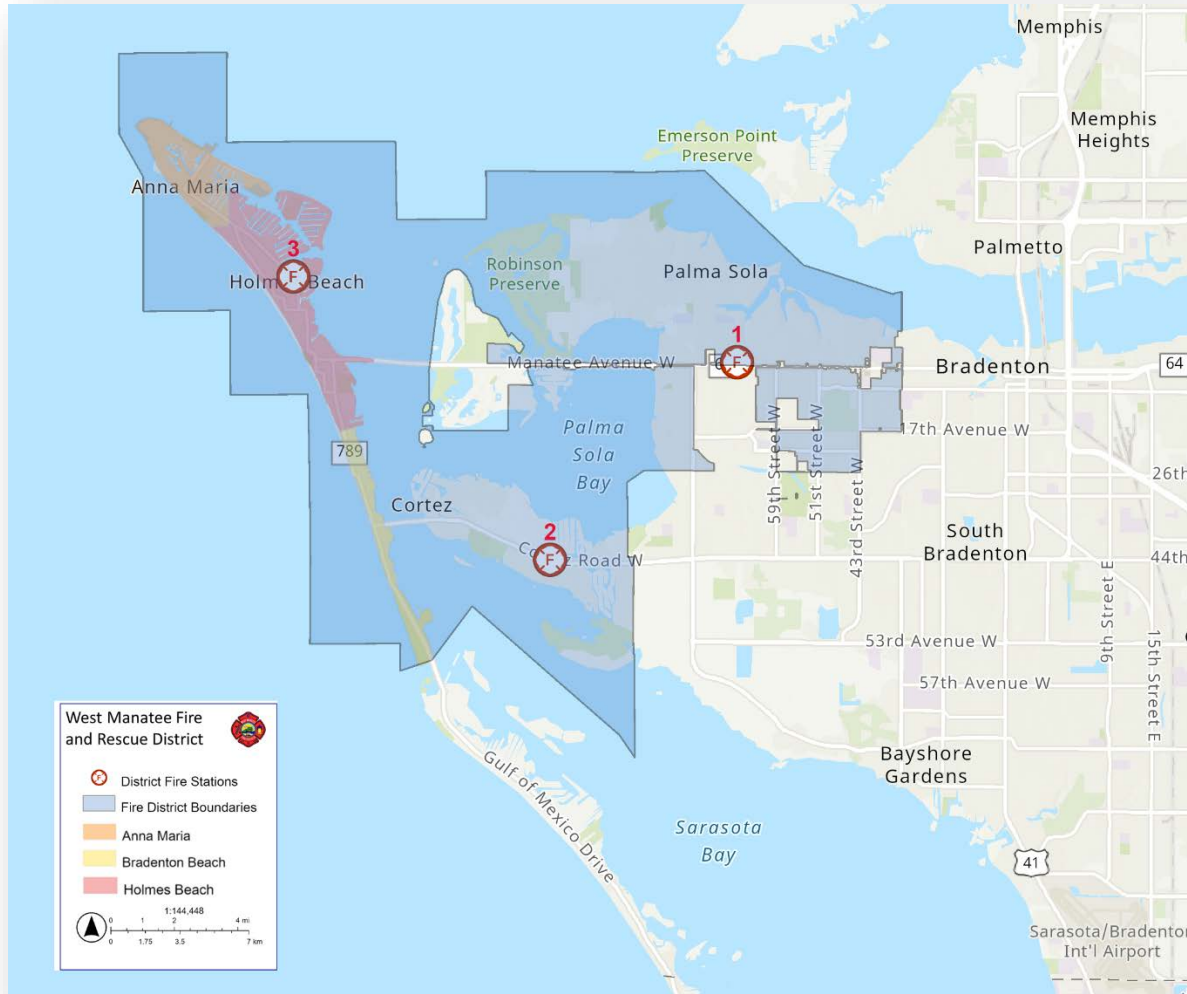 Memphis
Memphis
Heights
Emerson Point
Preserve
Anna Maria
3
Holmes Beach
Robinson
Preserve
Palma Sola
Palmetto
1
F
F
Manatee Avenue W
Bradenton
64
Palma
Sola
Bay
17th Avenue W
789
26th
59th Street W
51st Street W
43rd Street W
Cortez
2
F
Cortez Road W
South
Bradenton
44th
53rd Avenue W
57th Avenue W
9th Street E
15th Street E
Bayshore
Gardens
Gulf of Mexico Drive
Sarasota
Bay
41
Sarasota/Bradenton
Int'l Airport
West Manatee Fire
and Rescue District
F
District Fire Stations
Fire District Boundaries
Anna Maria
Bradenton Beach
Holmes Beach
1:144,448
0 1 2 4 mi
0 1.75 3.5 7 km